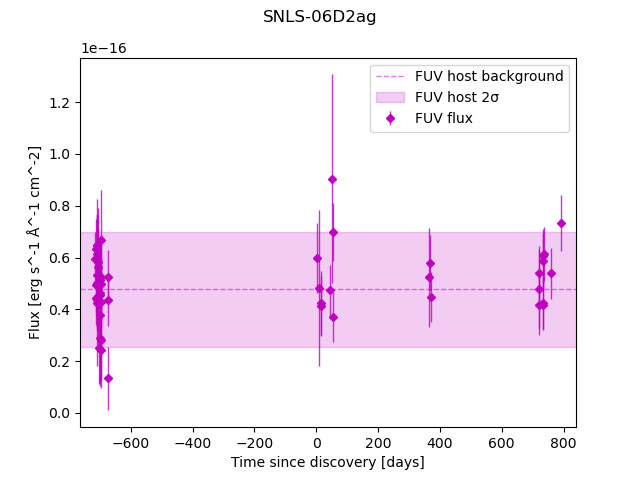 SNLS-06D2ag
1e−16
FUV host background
FUV host 2σ
FUV flux
1.2
1.0
0.8
0.6
0.4
0.2
0.0
Flux [erg s^-1 Å^-1 cm^-2]
−600 −400 −200 0 200 400 600 800
Time since discovery [days]